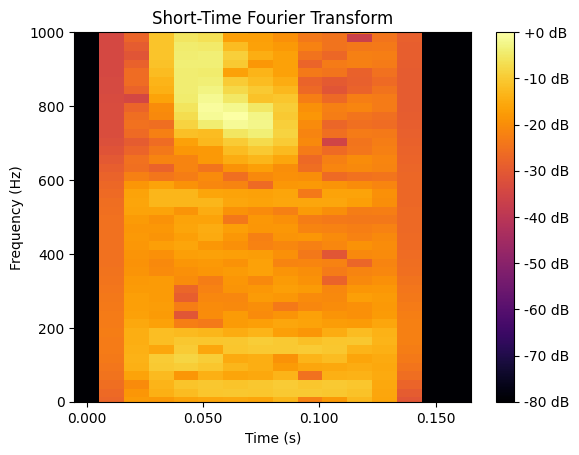 Short-Time Fourier Transform
1000
800
600
400
200
0
Frequency (Hz)
0.000
0.050
0.100
0.150
Time (s)
+0 dB
-10 dB
-20 dB
-30 dB
-40 dB
-50 dB
-60 dB
-70 dB
-80 dB